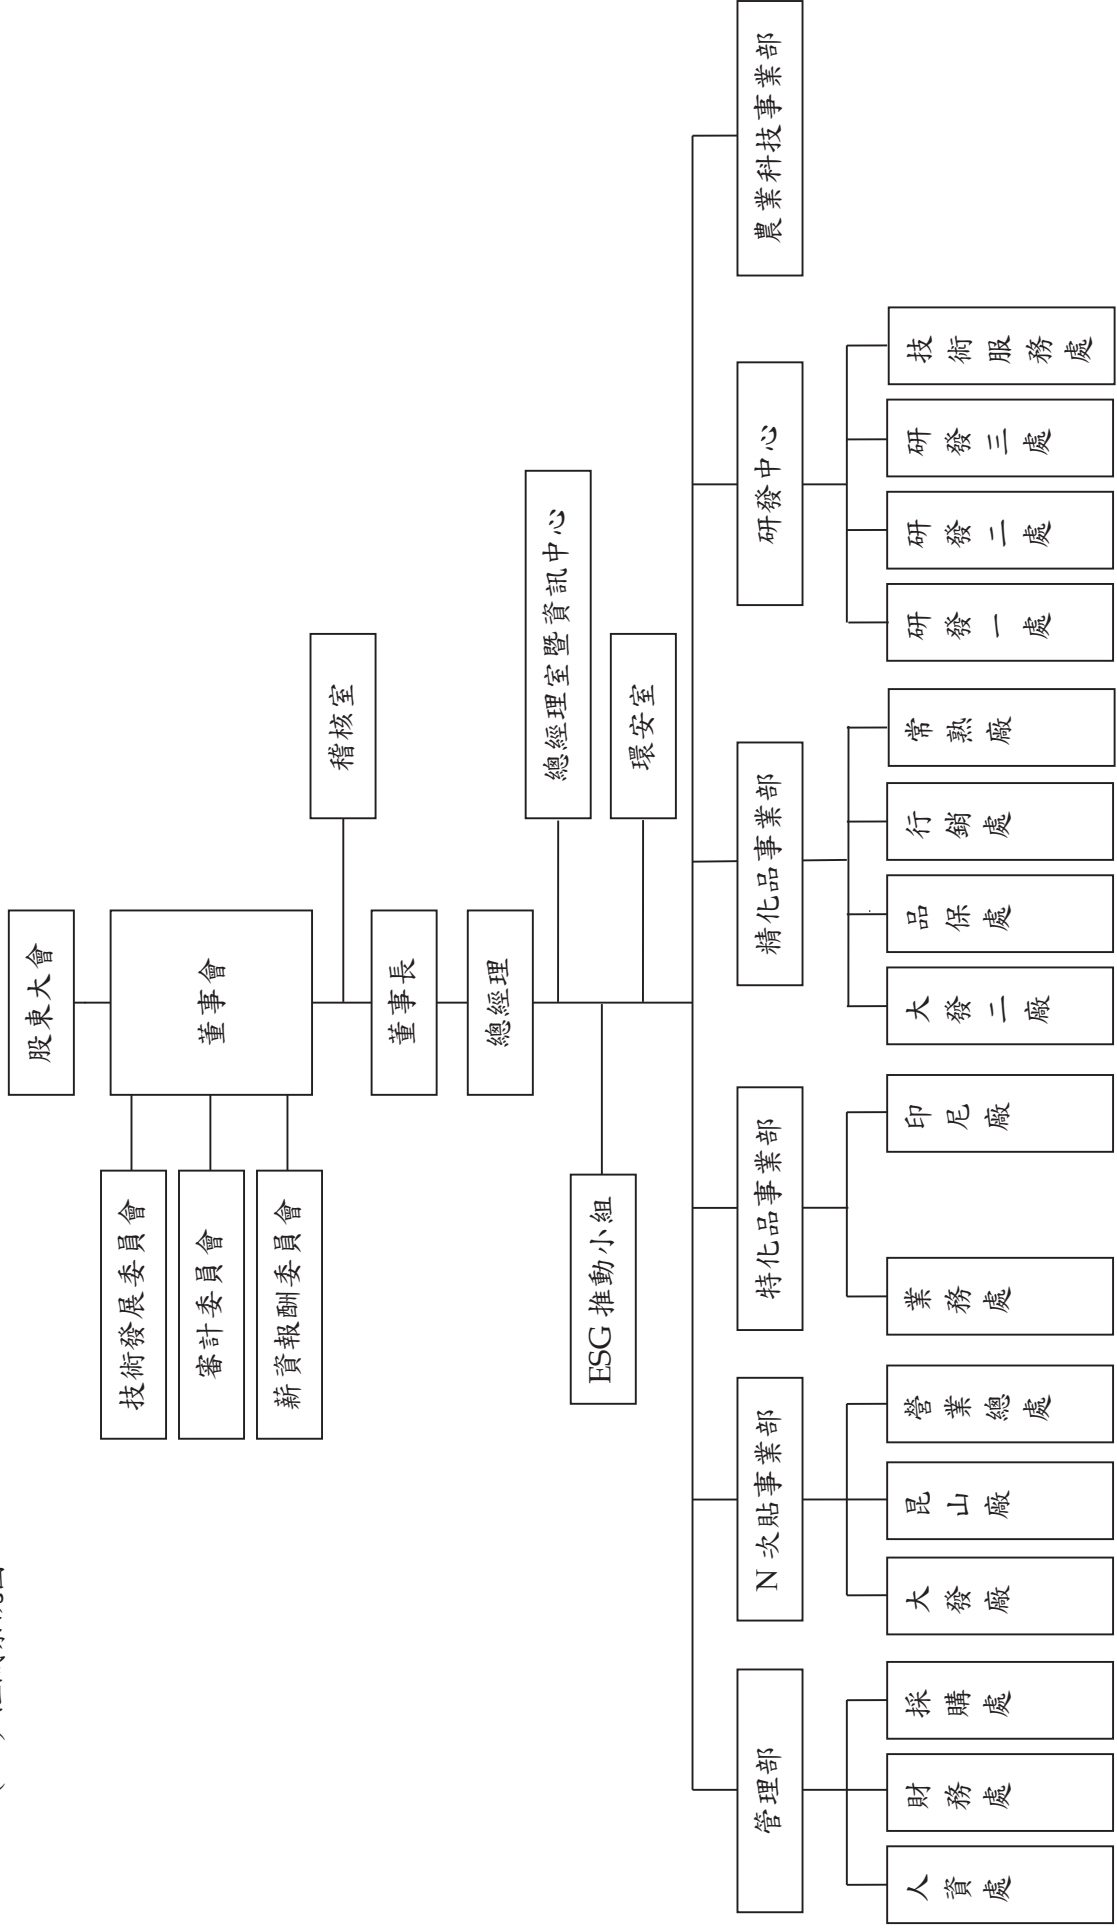 股東大會
董事會
技術發展委員會
審計委員會
薪資報酬委員會
稽核室
董事長
總經理
總經理室暨資訊中心
ESG 推動小組
環安室
管理部
N 次貼事業部
特化品事業部
精化品事業部
研發中心
農業科技事業部
人資處
財務處
採購處
大發廠
昆山廠
營業總處
業務處
印尼廠
大發二廠
品保處
行銷處
常熟廠
研發一處
研發二處
研發三處
技術服務處